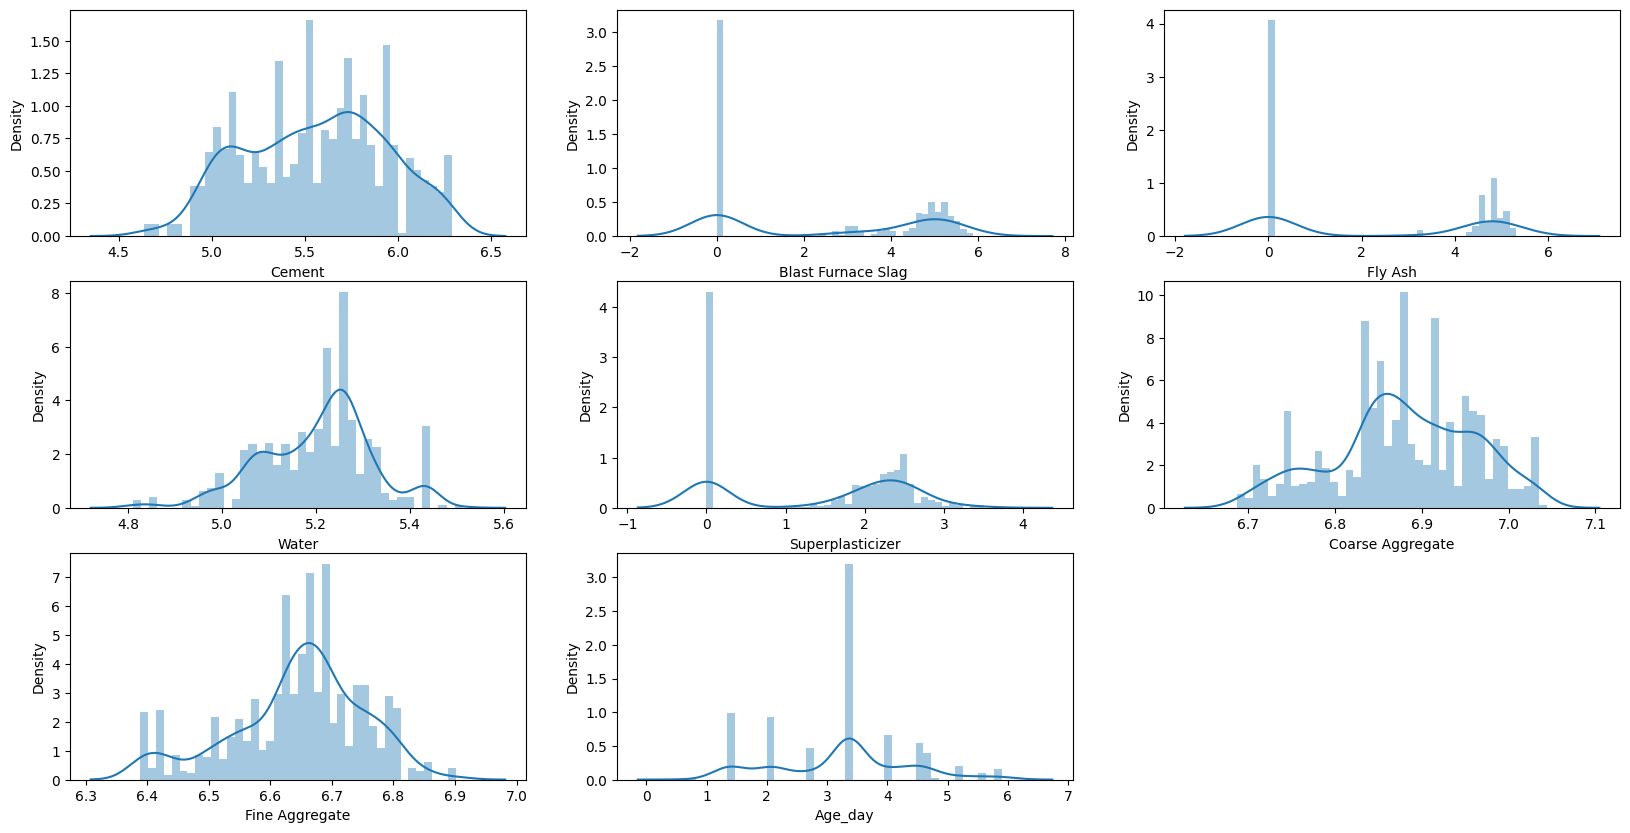 1.50
1.25
1.00
0.75
0.50
0.25
0.00
Density
4.5 5.0 5.5 6.0 6.5
Cement
3.0
2.5
2.0
1.5
1.0
0.5
0.0
Density
−2 0 2 4 6 8
Blast Furnace Slag
4
3
2
1
0
Density
−2 0 2 4 6
Fly Ash
8
6
4
2
0
Density
4.8 5.0 5.2 5.4 5.6
Water
4
3
2
1
0
Density
−1 0 1 2 3 4
Superplasticizer
10
8
6
4
2
0
Density
6.7 6.8 6.9 7.0 7.1
Coarse Aggregate
7
6
5
4
3
2
1
0
Density
6.3 6.4 6.5 6.6 6.7 6.8 6.9 7.0
Fine Aggregate
3.0
2.5
2.0
1.5
1.0
0.5
0.0
Density
0 1 2 3 4 5 6 7
Age_day